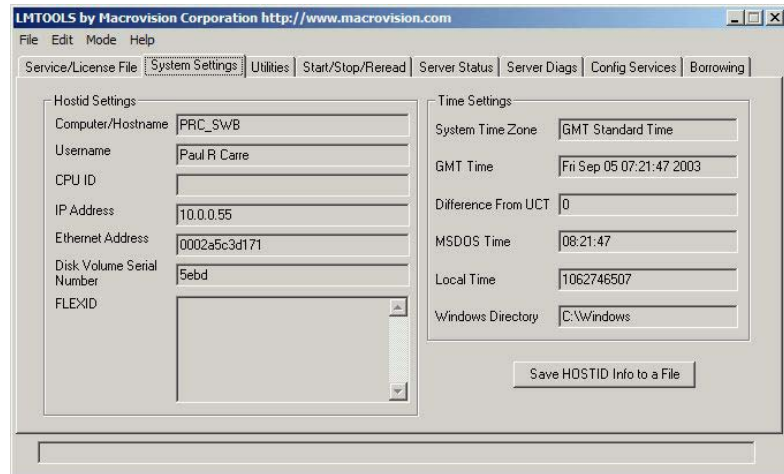 LMTOOLS by Macrovision Corporation http://www.macrovision.com
File Edit Mode Help
Service/License File System Settings Utilities Start/Stop/Reread Server Status Server Diags Config Services Borrowing
Hostid Settings
Computer/Hostname PRC_SWB
Username Paul R Carre
CPU ID
IP Address 10.0.0.55
Ethernet Address 0002a5c3d171
Disk Volume Serial Number 5ebd
FLEXID
Time Settings
System Time Zone GMT Standard Time
GMT Time Fri Sep 05 07:21:47 2003
Difference From UCT 0
MSDOS Time 08:21:47
Local Time 1062746507
Windows Directory C:\Windows
Save HOSTID Info to a File